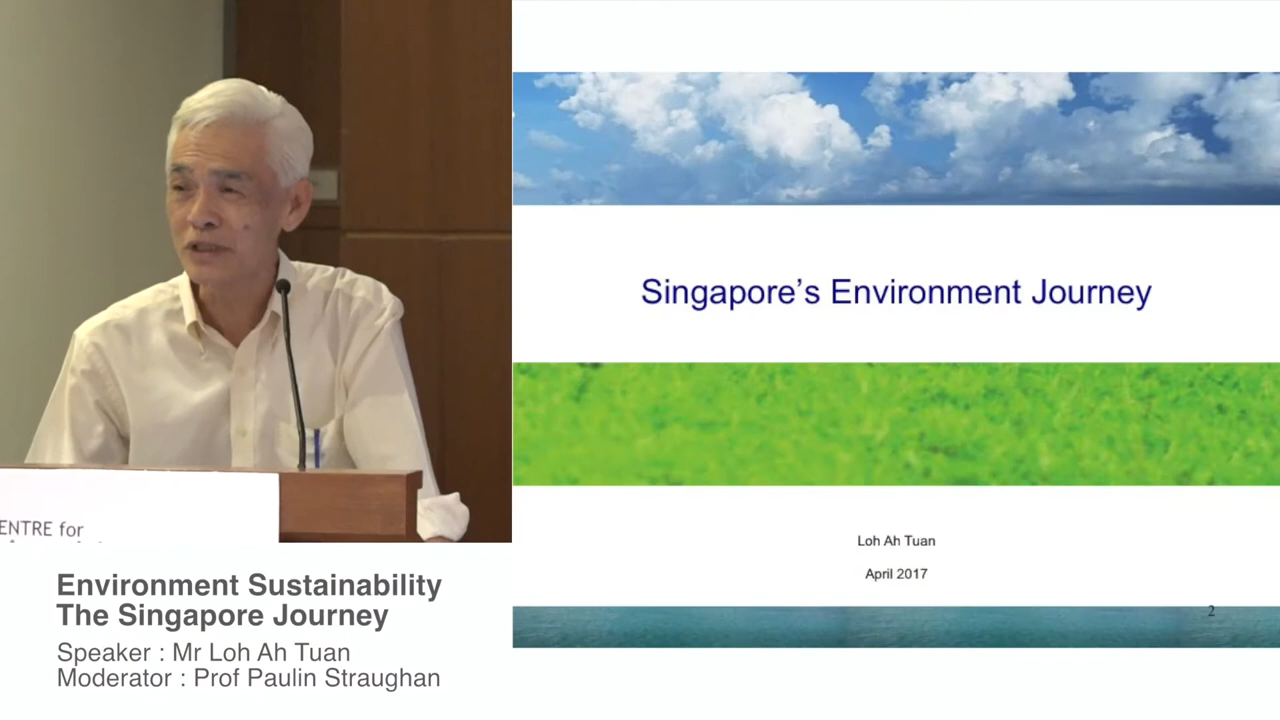 Singapore's Environment Journey
Loh Ah Tuan
April 2017
2
ENTRE for
Environment Sustainability
The Singapore Journey
Speaker : Mr Loh Ah Tuan
Moderator : Prof Paulin Straughan